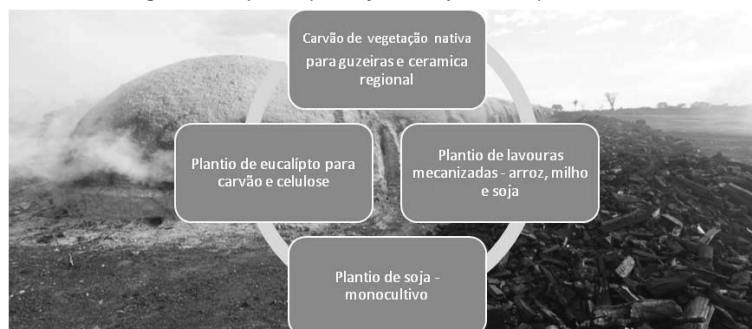 Carvão de vegetação nativa
para guzeiras e ceramica
regional
Plantio de eucalípto para
carvão e celulose
Plantio de lavouras
mecanizadas - arroz, milho
e soja
Plantio de soja -
monocultivo